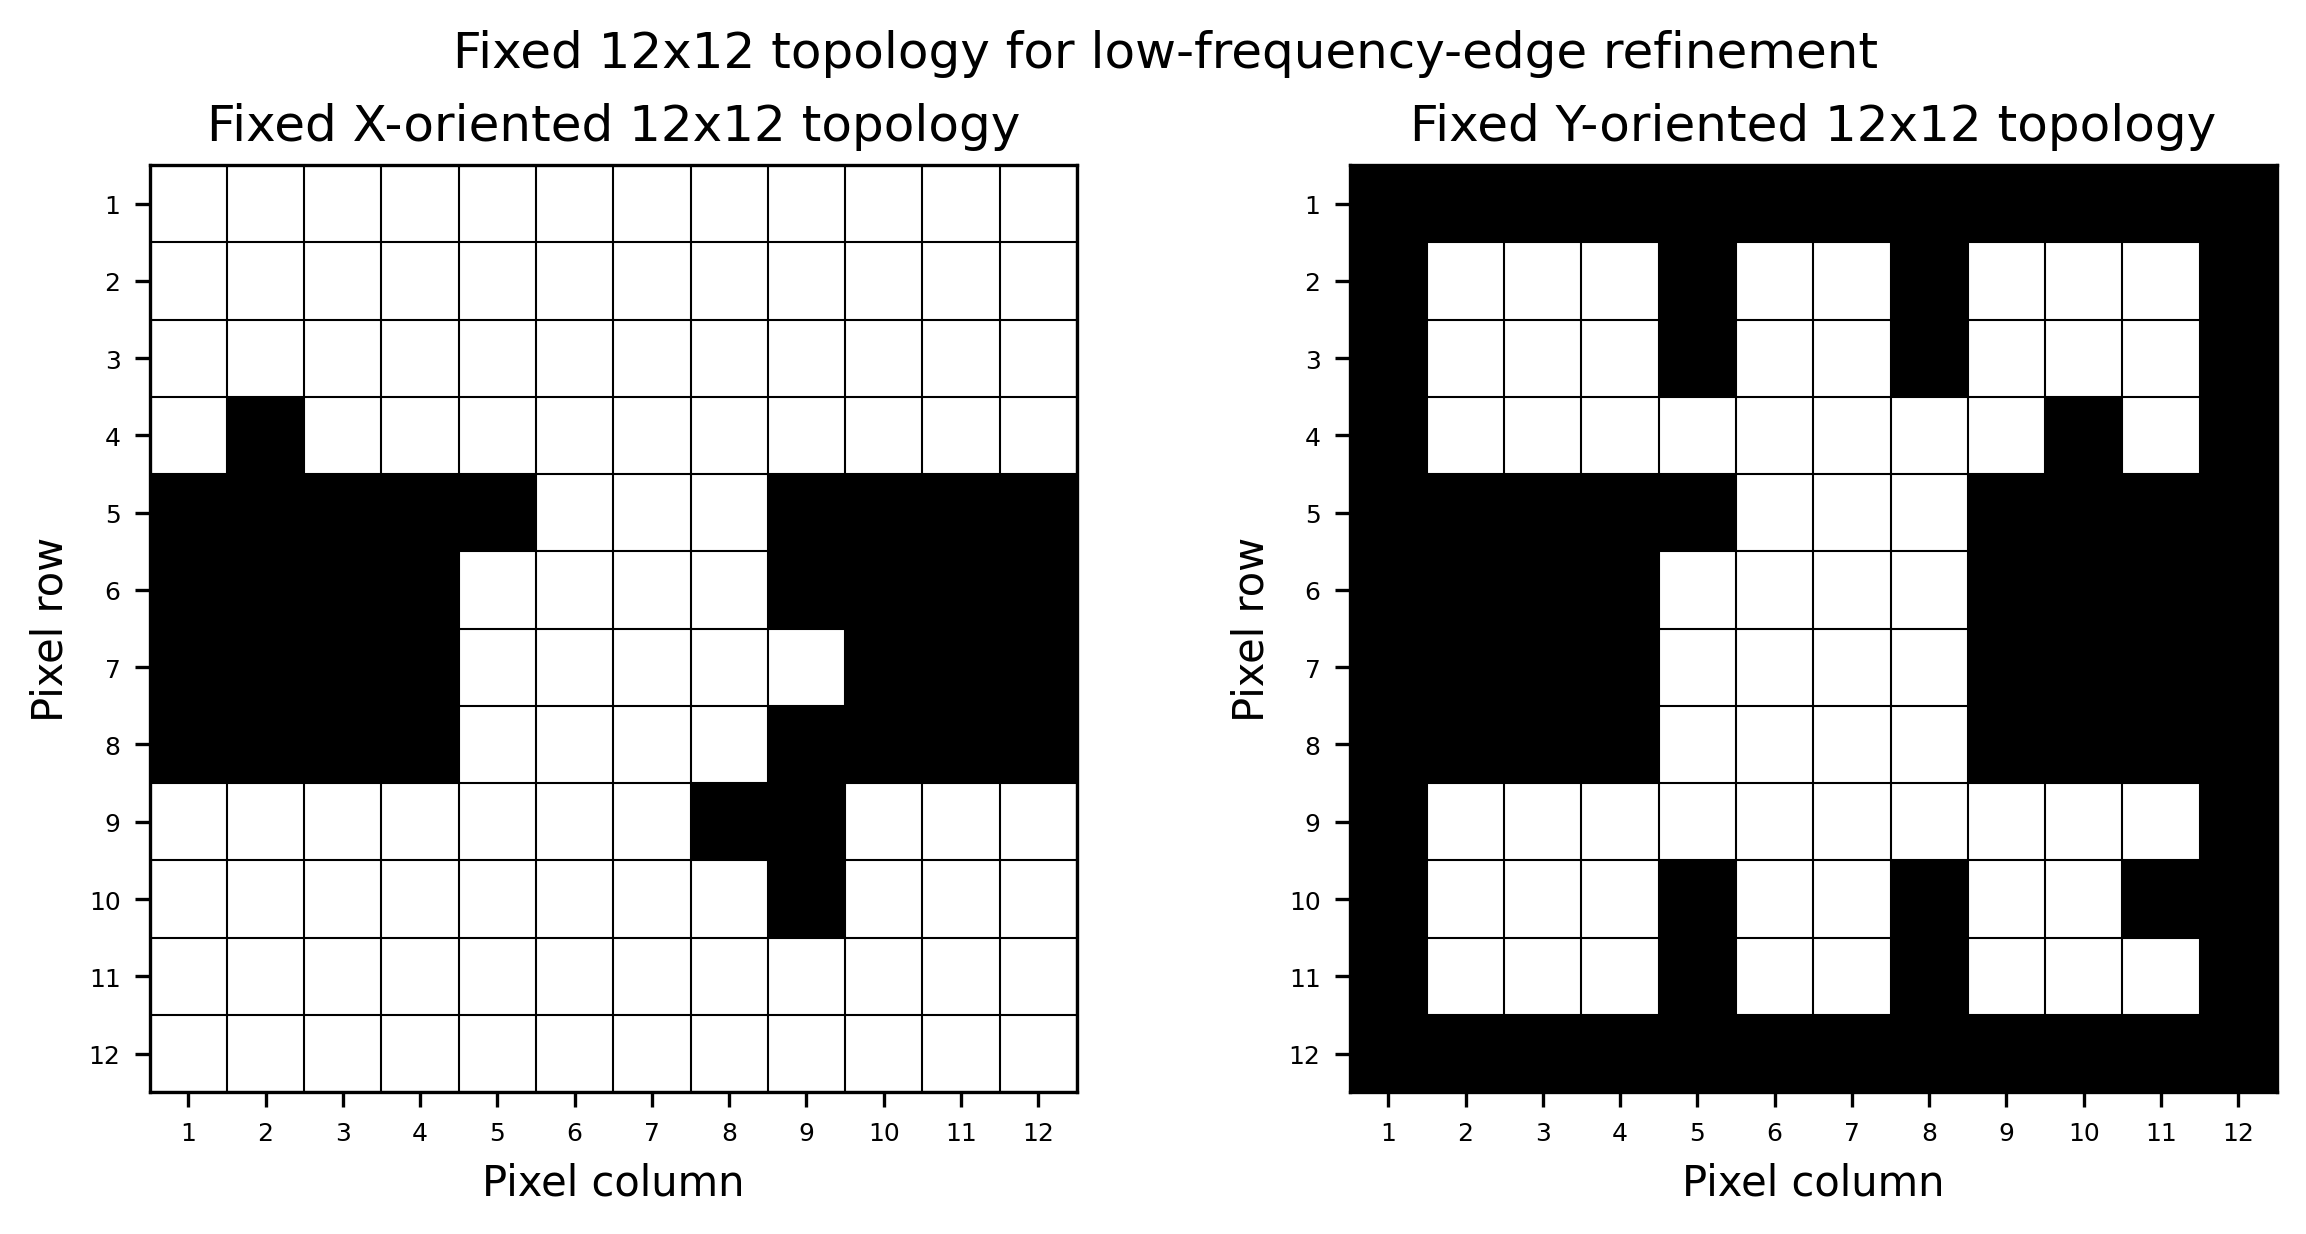 Fixed 12x12 topology for low-frequency-edge refinement
Fixed X-oriented 12x12 topology
Pixel row
1
2
3
4
5
6
7
8
9
10
11
12
1 2 3 4 5 6 7 8 9 10 11 12
Pixel column
Fixed Y-oriented 12x12 topology
Pixel row
1
2
3
4
5
6
7
8
9
10
11
12
1 2 3 4 5 6 7 8 9 10 11 12
Pixel column